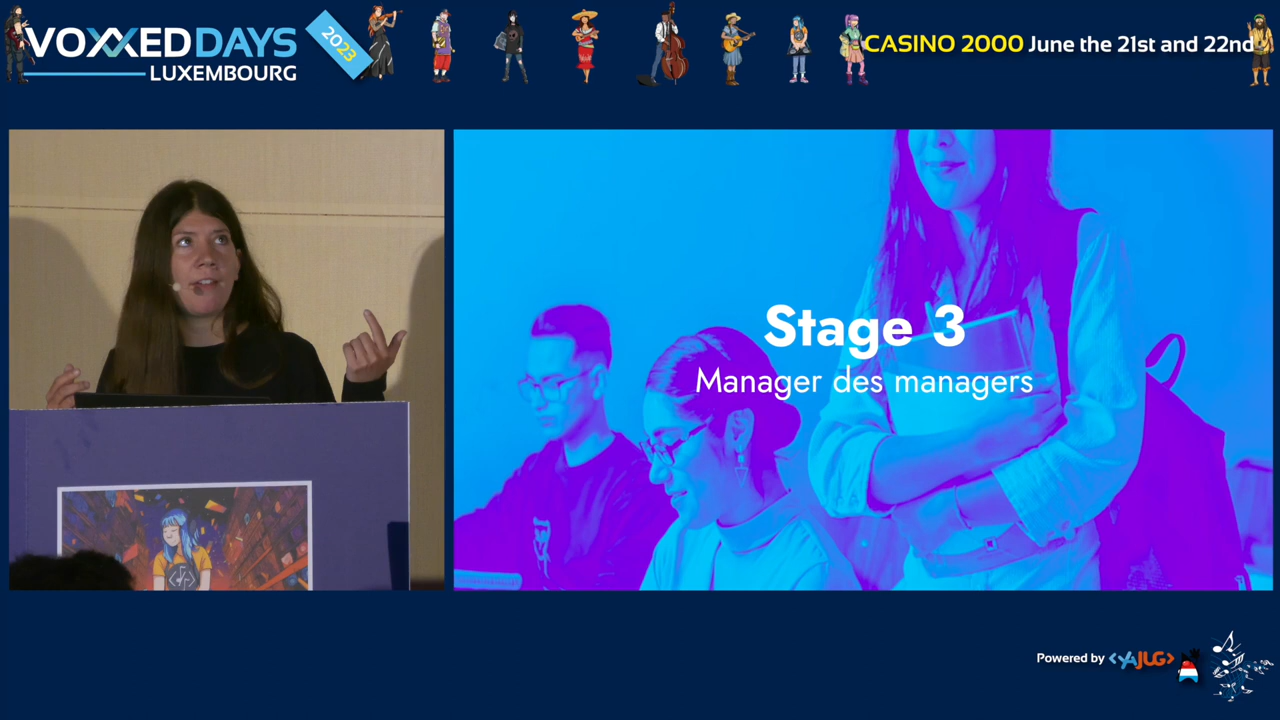 VOXXEDDAYS
LUXEMBOURG
2023
CASINO 2000 June the 21st and 22nd
Stage 3
Manager des managers
Powered by <YAJUG>